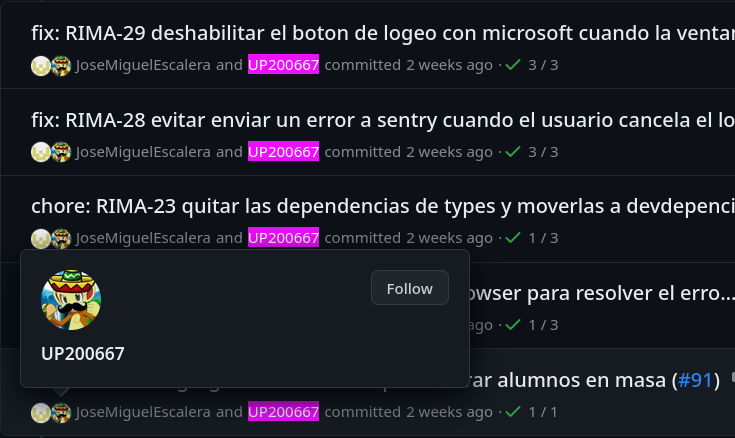 fix: RIMA-29 deshabilitar el boton de logeo con microsoft cuando la
JoseMiguelEscalera and UP200667 committed 2 weeks ago · 3 / 3
fix: RIMA-28 evitar enviar un error a sentry cuando el usuario cancela el
JoseMiguelEscalera and UP200667 committed 2 weeks ago · 3 / 3
chore: RIMA-23 quitar las dependencias de types y moverlas a
JoseMiguelEscalera and UP200667 committed 2 weeks ago · 1 / 3
Follow
para resolver el erro...
ago · 1 / 3
UP200667
alumnos en masa (#91)
JoseMiguelEscalera and UP200667 committed 2 weeks ago · 1 / 1